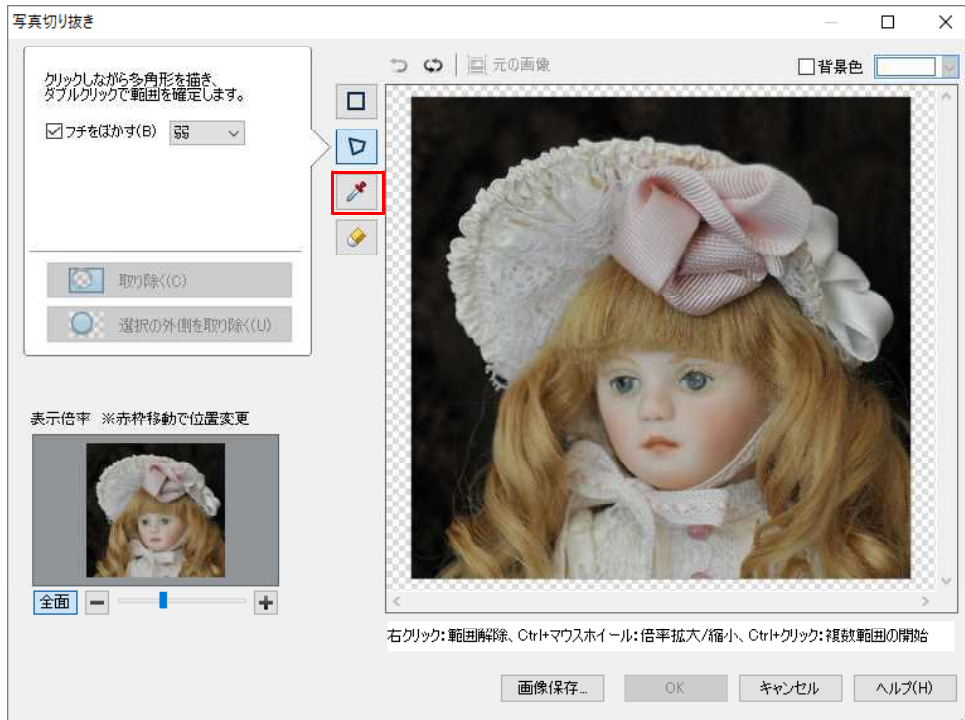 写真切り抜き
クリックしながら多角形を描き、
ダブルクリックで範囲を確定します。
フチをぼかす(B) 弱
取り除く(C)
選択の外側を取り除く(U)
元の画像
背景色
表示倍率 ※赤枠移動で位置変更
全面
右クリック:範囲解除、Ctrl+マウスホイール:倍率拡大/縮小、Ctrl+クリック:複数範囲の開始
画像保存... OK キャンセル ヘルプ(H)